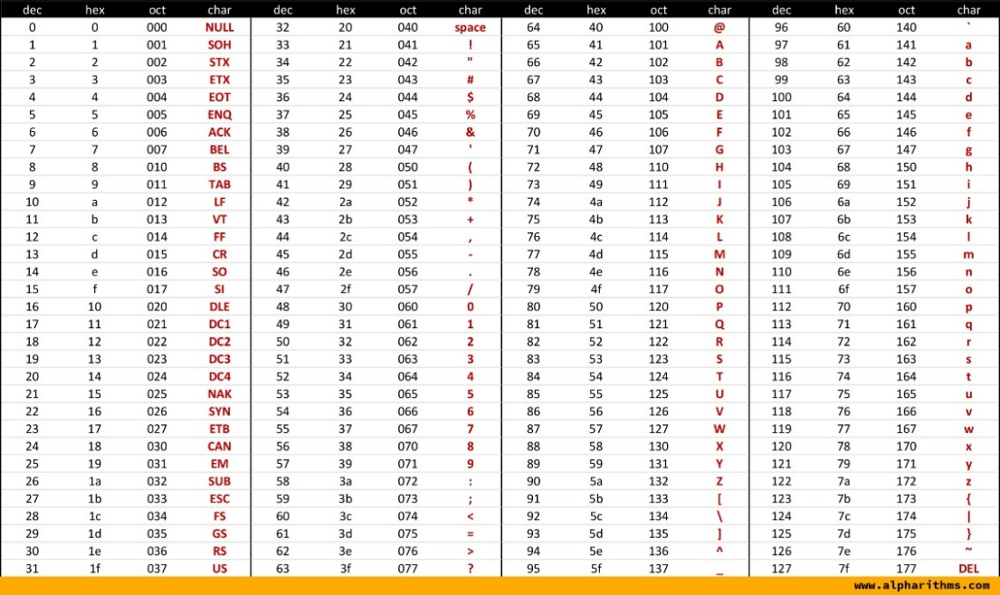 dec hex oct char dec hex oct char dec hex oct char dec hex oct char
0 0 000 NULL 32 20 040 space 64 40 100 @ 96 60 140 `
1 1 001 SOH 33 21 041 ! 65 41 101 A 97 61 141 a
2 2 002 STX 34 22 042 " 66 42 102 B 98 62 142 b
3 3 003 ETX 35 23 043 # 67 43 103 C 99 63 143 c
4 4 004 EOT 36 24 044 $ 68 44 104 D 100 64 144 d
5 5 005 ENQ 37 25 045 % 69 45 105 E 101 65 145 e
6 6 006 ACK 38 26 046 & 70 46 106 F 102 66 146 f
7 7 007 BEL 39 27 047 ' 71 47 107 G 103 67 147 g
8 8 010 BS 40 28 050 ( 72 48 110 H 104 68 150 h
9 9 011 TAB 41 29 051 ) 73 49 111 I 105 69 151 i
10 a 012 LF 42 2a 052 * 74 4a 112 J 106 6a 152 j
11 b 013 VT 43 2b 053 + 75 4b 113 K 107 6b 153 k
12 c 014 FF 44 2c 054 , 76 4c 114 L 108 6c 154 l
13 d 015 CR 45 2d 055 - 77 4d 115 M 109 6d 155 m
14 e 016 SO 46 2e 056 . 78 4e 116 N 110 6e 156 n
15 f 017 SI 47 2f 057 / 79 4f 117 O 111 6f 157 o
16 10 020 DLE 48 30 060 0 80 50 120 P 112 70 160 p
17 11 021 DC1 49 31 061 1 81 51 121 Q 113 71 161 q
18 12 022 DC2 50 32 062 2 82 52 122 R 114 72 162 r
19 13 023 DC3 51 33 063 3 83 53 123 S 115 73 163 s
20 14 024 DC4 52 34 064 4 84 54 124 T 116 74 164 t
21 15 025 NAK 53 35 065 5 85 55 125 U 117 75 165 u
22 16 026 SYN 54 36 066 6 86 56 126 V 118 76 166 v
23 17 027 ETB 55 37 067 7 87 57 127 W 119 77 167 w
24 18 030 CAN 56 38 070 8 88 58 130 X 120 78 170 x
25 19 031 EM 57 39 071 9 89 59 131 Y 121 79 171 y
26 1a 032 SUB 58 3a 072 : 90 5a 132 Z 122 7a 172 z
27 1b 033 ESC 59 3b 073 ; 91 5b 133 [ 123 7b 173 {
28 1c 034 FS 60 3c 074 < 92 5c 134 \ 124 7c 174 |
29 1d 035 GS 61 3d 075 = 93 5d 135 ] 125 7d 175 }
30 1e 036 RS 62 3e 076 > 94 5e 136 ^ 126 7e 176 ~
31 1f 037 US 63 3f 077 ? 95 5f 137 _ 127 7f 177 DEL
www.alpharithms.com